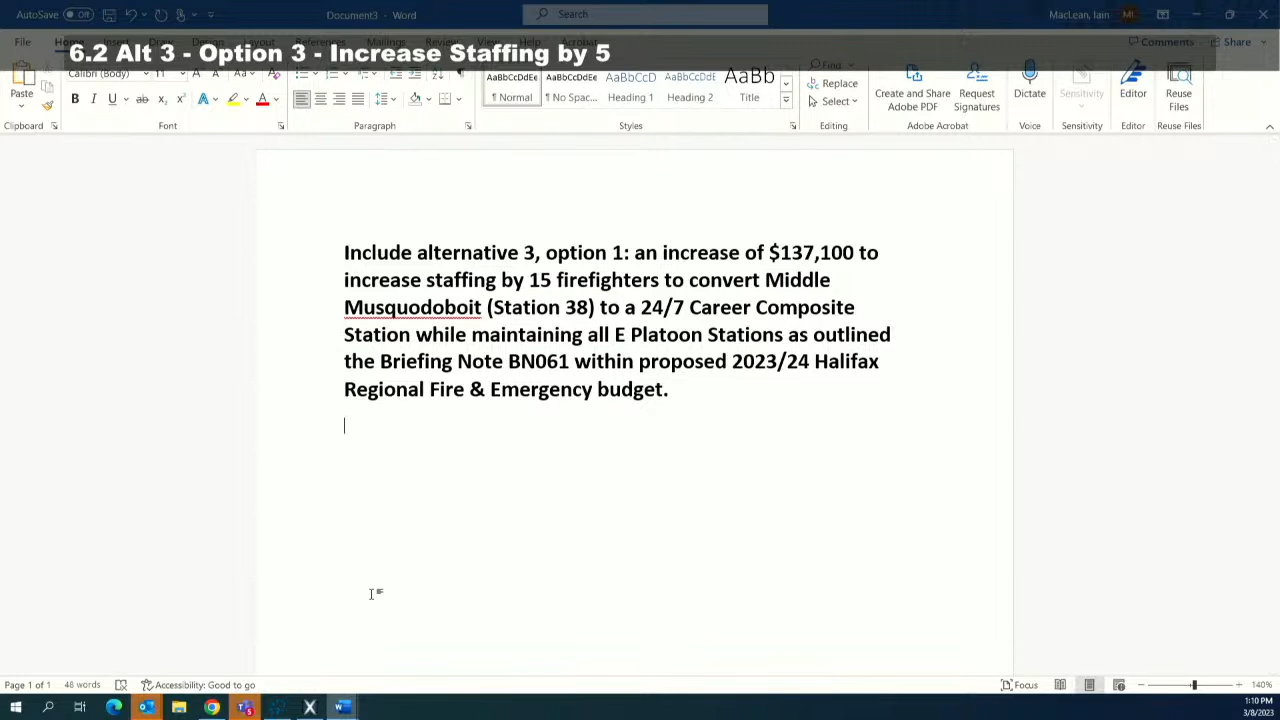 AutoSave Off
Document3 - Word
Search
MacLean, Iain
MI
File Home Insert Draw Design Layout References Mailings Review View Help Acrobat
Comments Share
6.2 Alt 3 - Option 3 - Increase Staffing by 5
Paste
Clipboard
Calibri (Body) 11
Font
Paragraph
AaBbCcDdEe AaBbCcDdEe AaBbCcD AaBbCcDdE AaBb
¶ Normal ¶ No Spac... Heading 1 Heading 2 Title
Styles
Find
Replace
Select
Editing
Create and Share Adobe PDF
Request Signatures
Adobe Acrobat
Dictate
Voice
Sensitivity
Sensitivity
Editor
Editor
Reuse Files
Reuse Files
Include alternative 3, option 1: an increase of $137,100 to
increase staffing by 15 firefighters to convert Middle
Musquodoboit (Station 38) to a 24/7 Career Composite
Station while maintaining all E Platoon Stations as outlined
the Briefing Note BN061 within proposed 2023/24 Halifax
Regional Fire & Emergency budget.
Page 1 of 1 48 words Accessibility: Good to go
Focus
140%
1:10 PM
3/8/2023